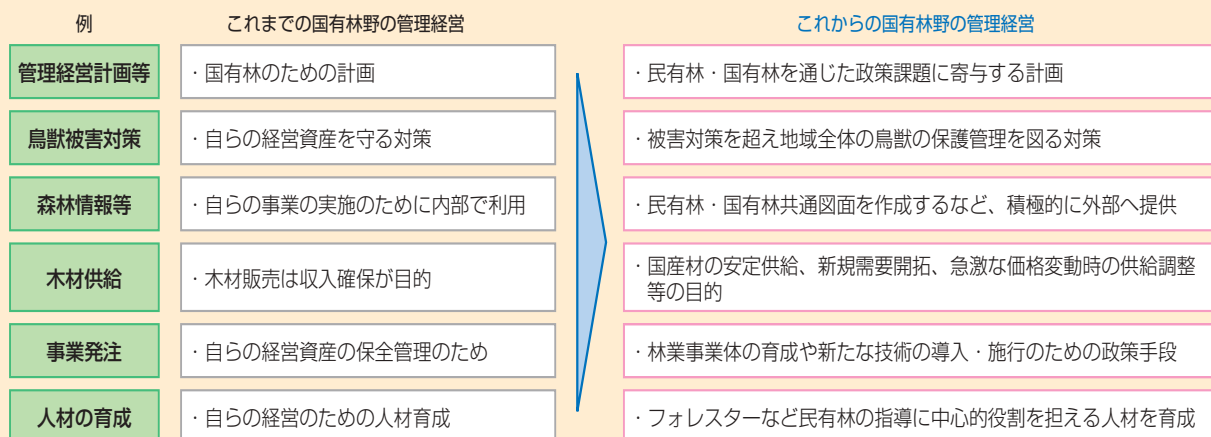 例
これまでの国有林野の管理経営
これからの国有林野の管理経営
管理経営計画等
・国有林のための計画
・民有林・国有林を通じた政策課題に寄与する計画
鳥獣被害対策
・自らの経営資産を守る対策
・被害対策を超え地域全体の鳥獣の保護管理を図る対策
森林情報等
・自らの事業の実施のために内部で利用
・民有林・国有林共通図面を作成するなど、積極的に外部へ提供
木材供給
・木材販売は収入確保が目的
・国産材の安定供給、新規需要開拓、急激な価格変動時の供給調整
等の目的
事業発注
・自らの経営資産の保全管理のため
・林業事業体の育成や新たな技術の導入・施行のための政策手段
人材の育成
・自らの経営のための人材育成
・フォレスターなど民有林の指導に中心的役割を担える人材を育成